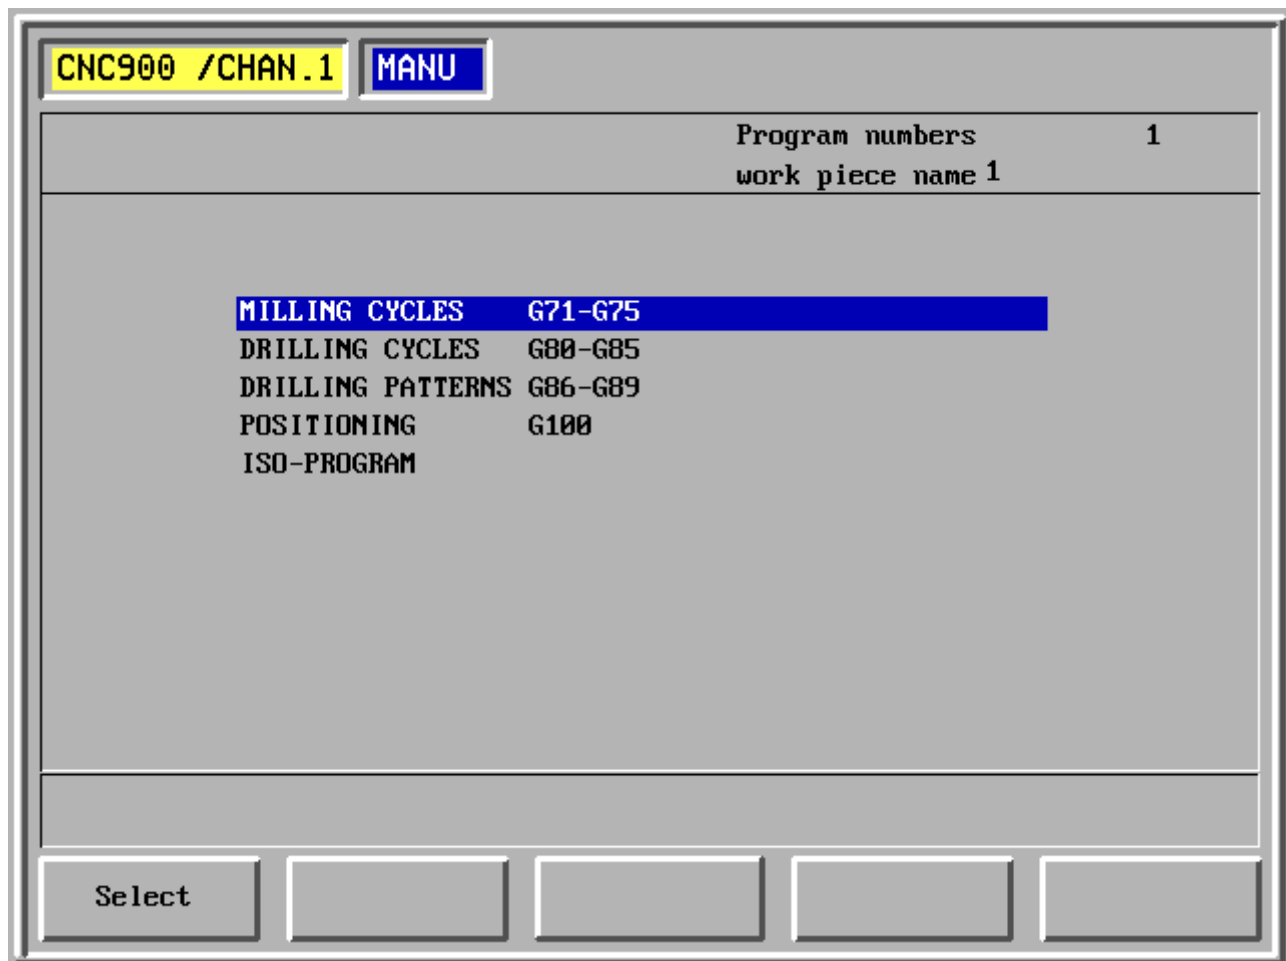 CNC900 /CHAN.1 MANU
Program numbers 1
work piece name 1
MILLING CYCLES G71-G75
DRILLING CYCLES G80-G85
DRILLING PATTERNS G86-G89
POSITIONING G100
ISO-PROGRAM
Select